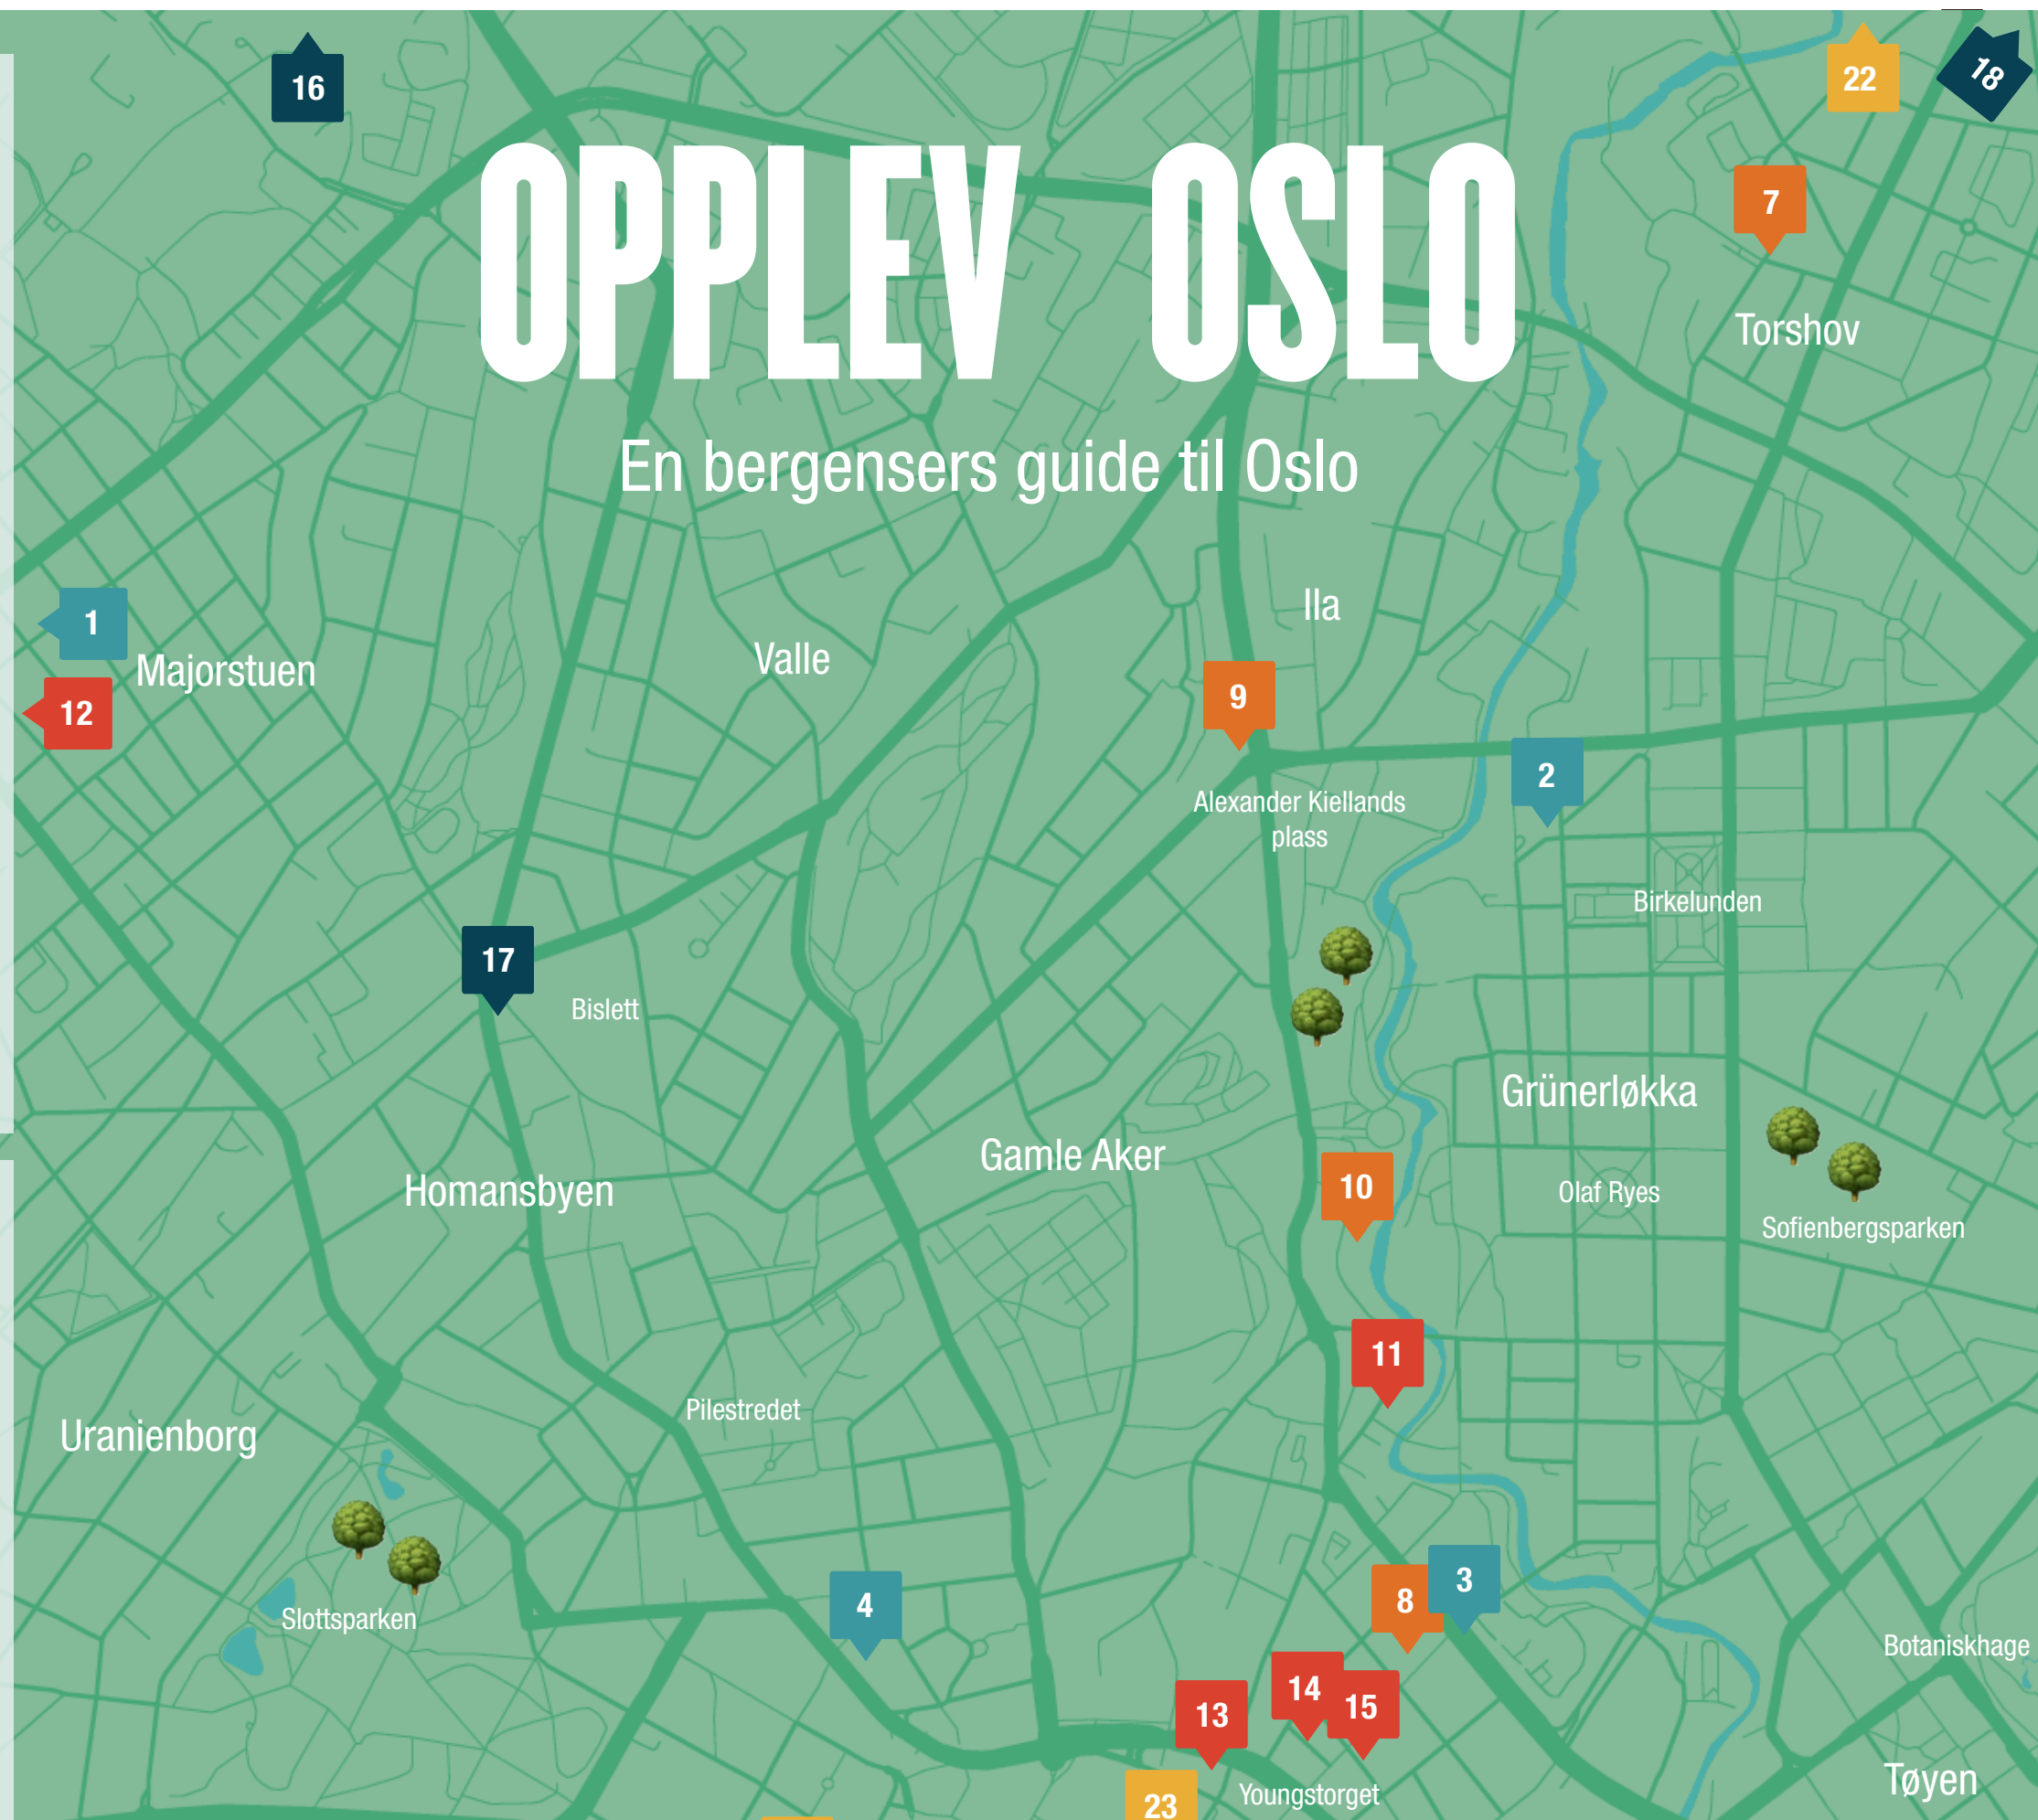 16
22
18
OPPLEV OSLO
7
Torshov
En bergensers guide til Oslo
1
Ila
Majorstuen
Valle
9
12
2
Alexander Kiellands
plass
Birkelunden
17
Bislett
Grünerløkka
Gamle Aker
Homansbyen
10
Olaf Ryes
Sofienbergsparken
11
Pilestredet
Uranienborg
3
4
8
Slottsparken
Botaniskhage
14
15
13
Tøyen
Youngstorget
23